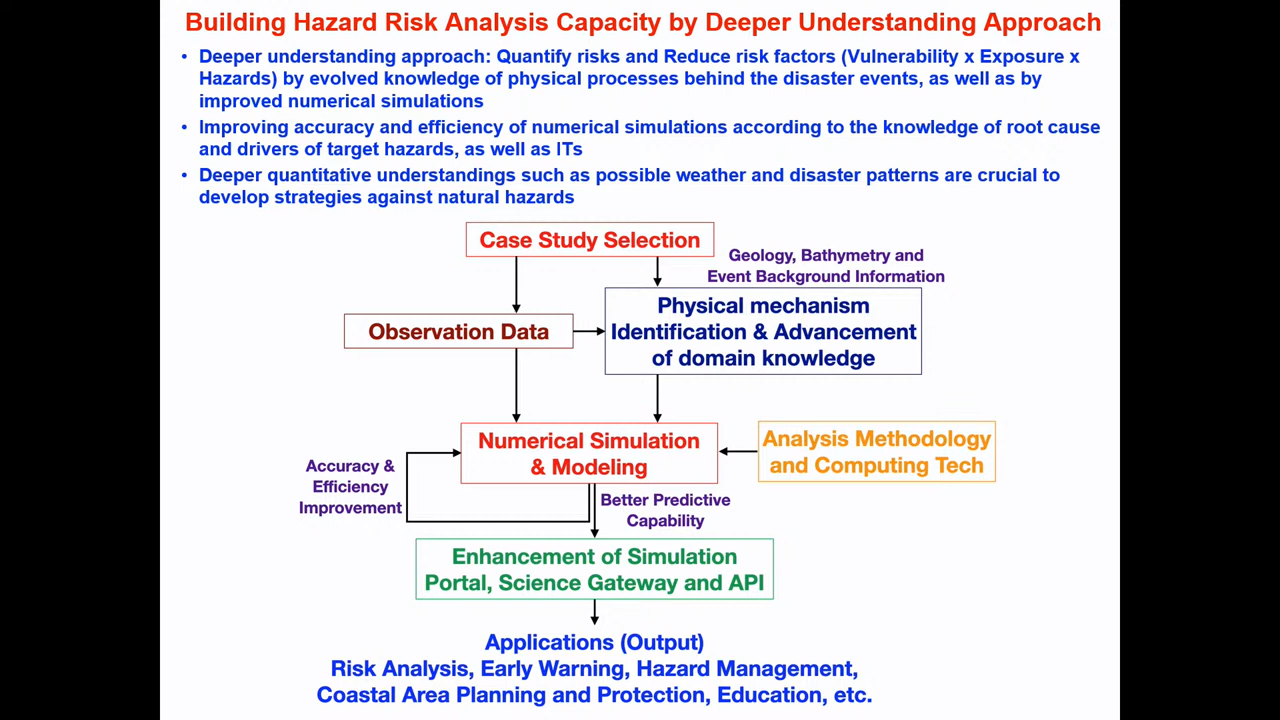 Building Hazard Risk Analysis Capacity by Deeper Understanding Approach
• Deeper understanding approach: Quantify risks and Reduce risk factors (Vulnerability x Exposure x
Hazards) by evolved knowledge of physical processes behind the disaster events, as well as by
improved numerical simulations
• Improving accuracy and efficiency of numerical simulations according to the knowledge of root cause
and drivers of target hazards, as well as ITs
• Deeper quantitative understandings such as possible weather and disaster patterns are crucial to
develop strategies against natural hazards
Case Study Selection
Geology, Bathymetry and
Event Background Information
Observation Data
Physical mechanism
Identification & Advancement
of domain knowledge
Numerical Simulation
& Modeling
Analysis Methodology
and Computing Tech
Accuracy &
Efficiency
Improvement
Better Predictive
Capability
Enhancement of Simulation
Portal, Science Gateway and API
Applications (Output)
Risk Analysis, Early Warning, Hazard Management,
Coastal Area Planning and Protection, Education, etc.